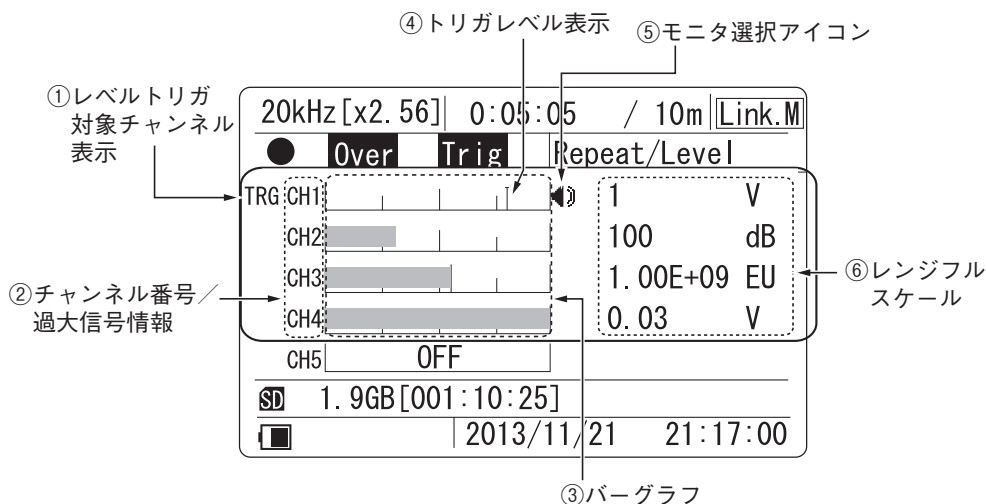 ④トリガレベル表示
⑤モニタ選択アイコン
①レベルトリガ
対象チャンネル
表示
20kHz[x2.56] 0:05:05 / 10m Link.M
● Over Trig Repeat/Level
TRG CH1 1 V
CH2 100 dB
CH3 1.00E+09 EU
CH4 0.03 V
②チャンネル番号／
過大信号情報
⑥レンジフル
スケール
CH5 OFF
SD 1.9GB[001:10:25]
2013/11/21 21:17:00
③バーグラフ